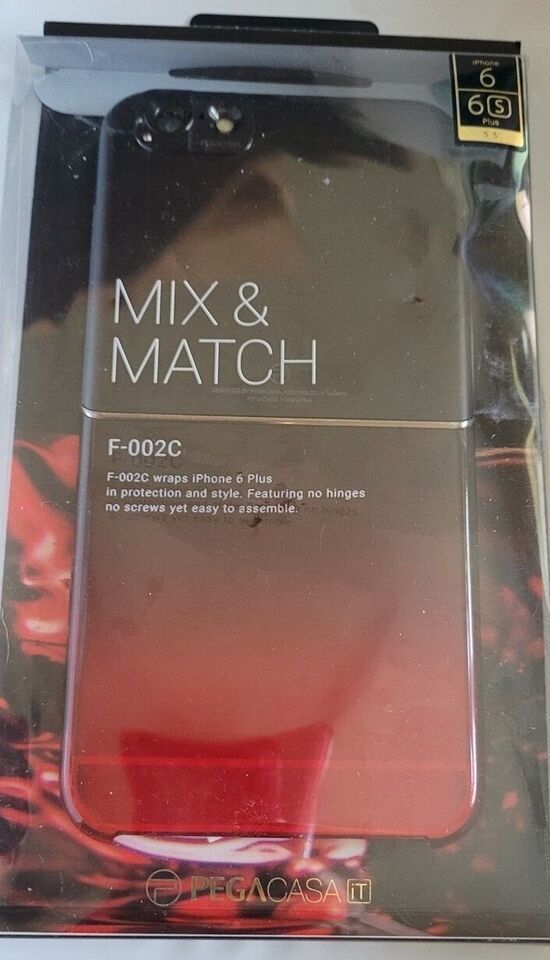 iPhone
6
6S
Plus
5.5
PEGACASA
MIX &
MATCH
F-002C
F-002C wraps iPhone 6 Plus
in protection and style. Featuring no hinges
no screws yet easy to assemble.
PEGACASA iT